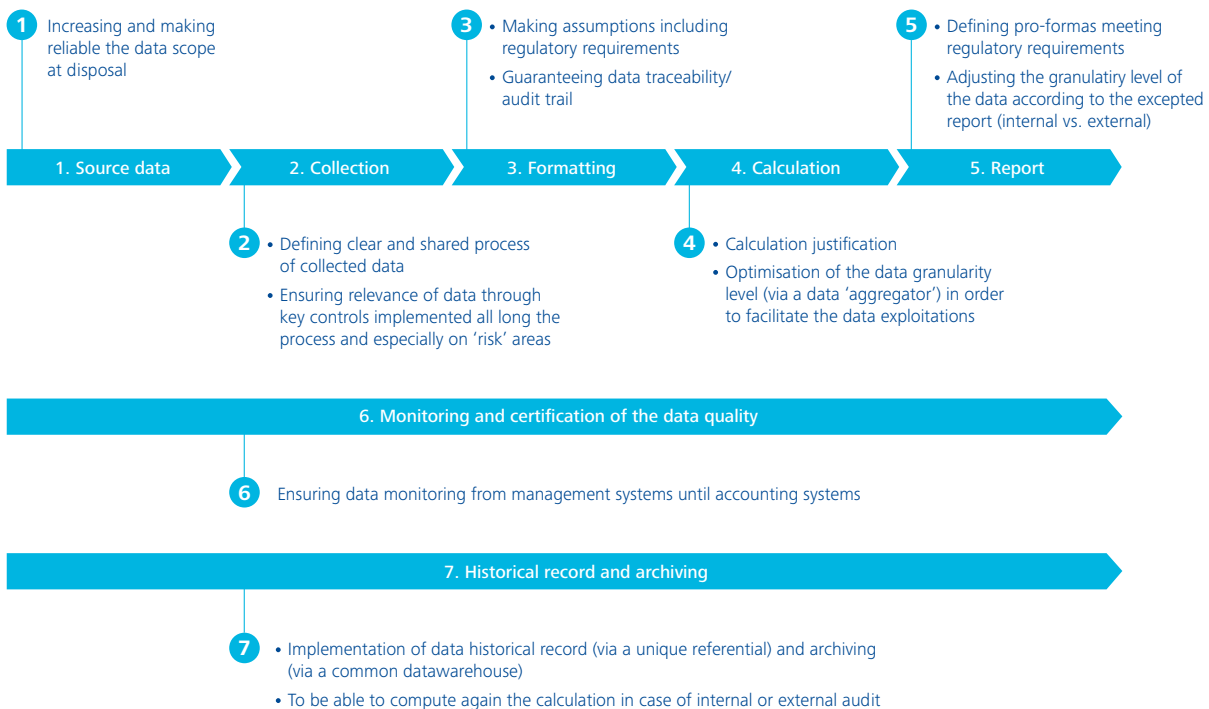 1
Increasing and making
reliable the data scope
at disposal
3
• Making assumptions including
regulatory requirements
• Guaranteeing data traceability/
audit trail
5
• Defining pro-formas meeting
regulatory requirements
• Adjusting the granulatiry level of
the data according to the excepted
report (internal vs. external)
1. Source data
2. Collection
3. Formatting
4. Calculation
5. Report
2
• Defining clear and shared process
of collected data
• Ensuring relevance of data through
key controls implemented all long the
process and especially on ‘risk’ areas
4
• Calculation justification
• Optimisation of the data granularity
level (via a data ‘aggregator’) in order
to facilitate the data exploitations
6. Monitoring and certification of the data quality
6
Ensuring data monitoring from management systems until accounting systems
7. Historical record and archiving
7
• Implementation of data historical record (via a unique referential) and archiving
(via a common datawarehouse)
• To be able to compute again the calculation in case of internal or external audit